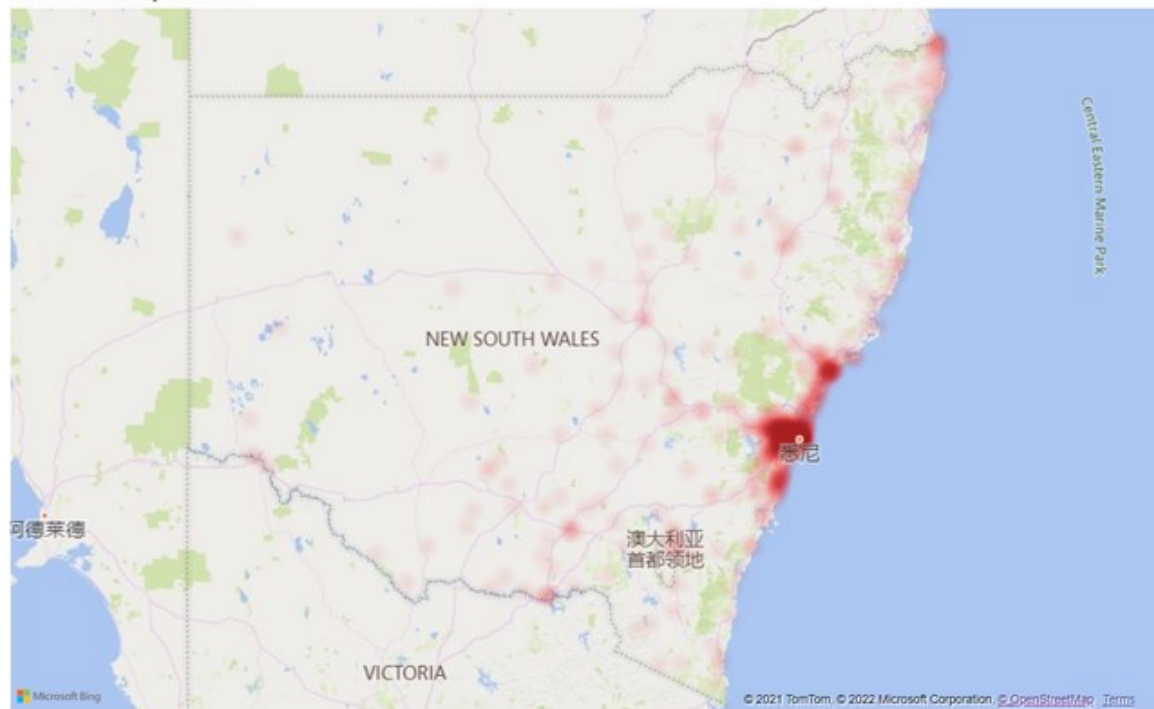 Central Eastern Marine Park
NEW SOUTH WALES
悉尼
阿德莱德
澳大利亚
首都领地
VICTORIA
Microsoft Bing
© 2021 TomTom, © 2022 Microsoft Corporation, © OpenStreetMap Terms